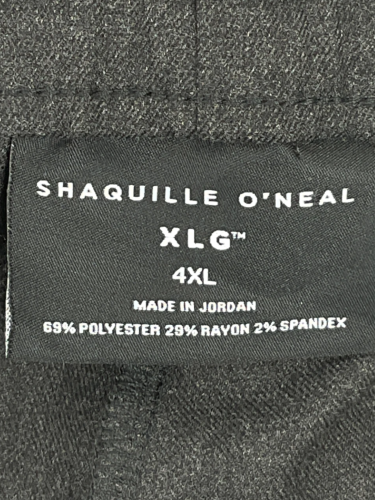 SHAQUILLE O'NEAL
XLG™
4XL
MADE IN JORDAN
69% POLYESTER 29% RAYON 2% SPANDEX